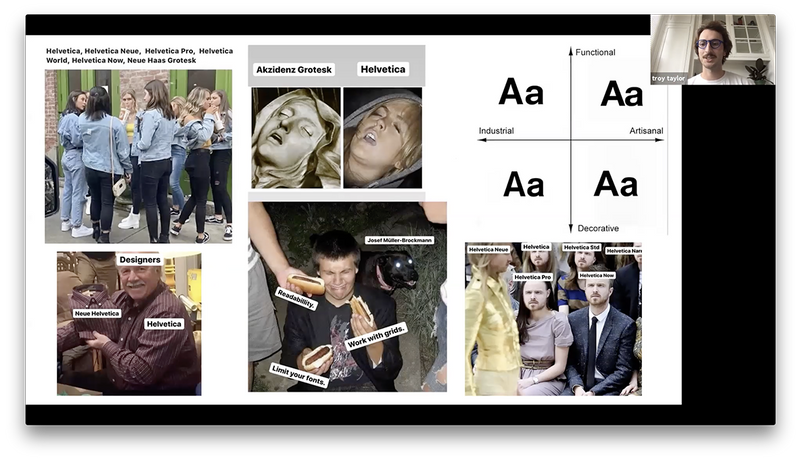 Helvetica, Helvetica Neue, Helvetica Pro, Helvetica
World, Helvetica Now, Neue Haas Grotesk
Akzidenz Grotesk
Helvetica
Functional
Aa
Aa
Industrial
Artisanal
Aa
Aa
Decorative
troy taylor
Designers
Neue Helvetica
Helvetica
Josef Müller-Brockmann
Readability.
Work with grids.
Limit your fonts.
Helvetica Neue
Helvetica
Helvetica Std
Helvetica Nan
Helvetica Pro
Helvetica Now